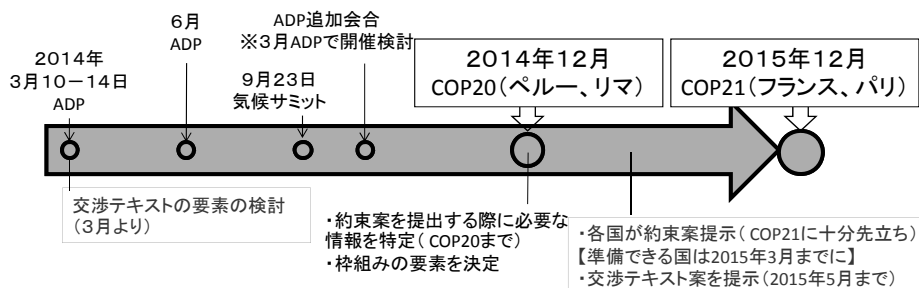 2014年
3月10－14日
ADP
6月
ADP
9月23日
気候サミット
ADP追加会合
※3月ADPで開催検討
2014年12月
COP20（ペルー、リマ）
2015年12月
COP21（フランス、パリ）
交渉テキストの要素の検討
（3月より）
・約束案を提出する際に必要な
情報を特定（COP20まで）
・枠組みの要素を決定
・各国が約束案提示（COP21に十分先立ち）
【準備できる国は2015年3月までに】
・交渉テキスト案を提示（2015年5月まで）